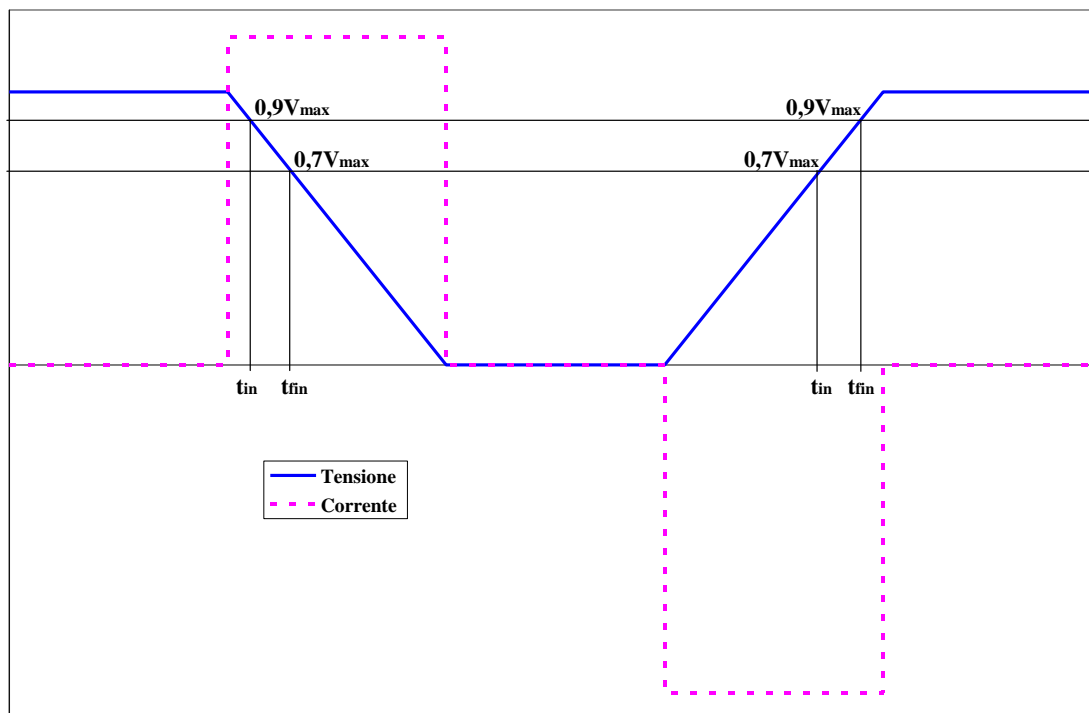 0,9Vmax 0,9Vmax
0,7Vmax 0,7Vmax
tin tfin tin tfin
Tensione
Corrente